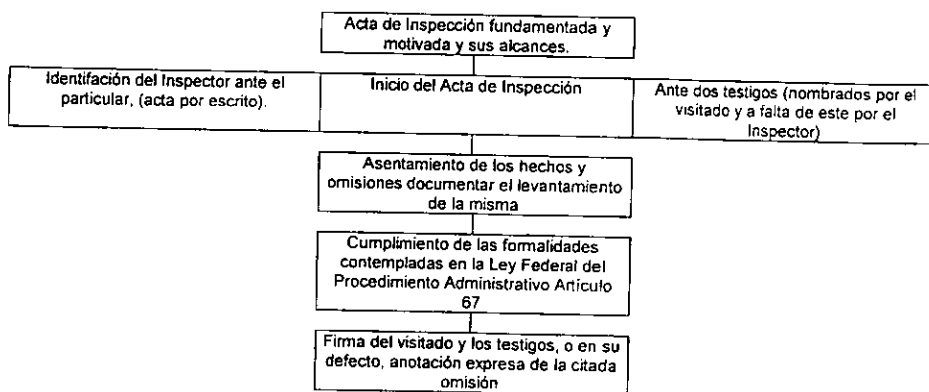 Acta de Inspección fundamentada y
motivada y sus alcances.
Identifación del Inspector ante el
particular, (acta por escrito).
Inicio del Acta de Inspección
Ante dos testigos (nombrados por el
visitado y a falta de este por el
Inspector)
Asentamiento de los hechos y
omisiones documentar el levantamiento
de la misma
Cumplimiento de las formalidades
contempladas en la Ley Federal del
Procedimiento Administrativo Articulo
67
Firma del visitado y los testigos, o en su
defecto, anotación expresa de la citada
omisión